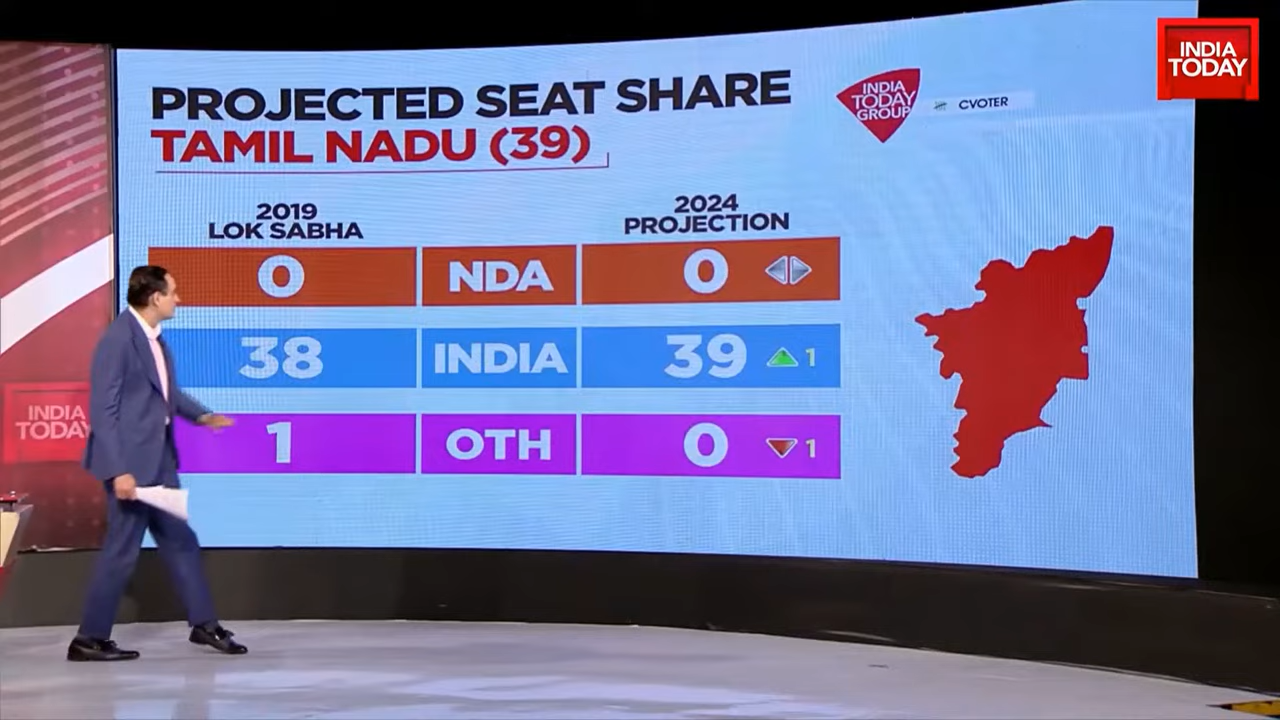 INDIA
TODAY
PROJECTED SEAT SHARE
TAMIL NADU (39)
INDIA
TODAY
GROUP
CVOTER
2019
LOK SABHA
2024
PROJECTION
0 NDA 0
38 INDIA 39 1
1 OTH 0 1
INDIA
TODAY